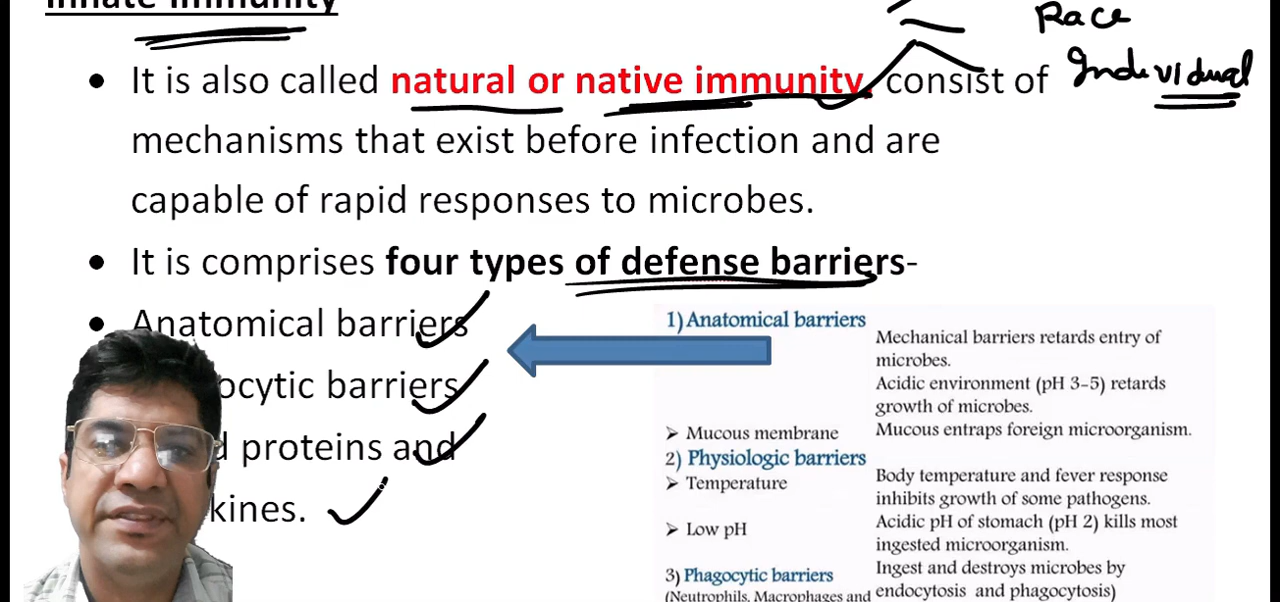 Innate Immunity
Race
Individual
• It is also called natural or native immunity, consist of
mechanisms that exist before infection and are
capable of rapid responses to microbes.
• It is comprises four types of defense barriers-
• Anatomical barriers
ocytic barriers
d proteins and
kines.
1) Anatomical barriers
Mechanical barriers retards entry of
microbes.
Acidic environment (pH 3-5) retards
growth of microbes.
➢ Mucous membrane
Mucous entraps foreign microorganism.
2) Physiologic barriers
➢ Temperature
Body temperature and fever response
inhibits growth of some pathogens.
➢ Low pH
Acidic pH of stomach (pH 2) kills most
ingested microorganism.
3) Phagocytic barriers
(Neutrophils, Macrophages and
Ingest and destroys microbes by
endocytosis and phagocytosis)